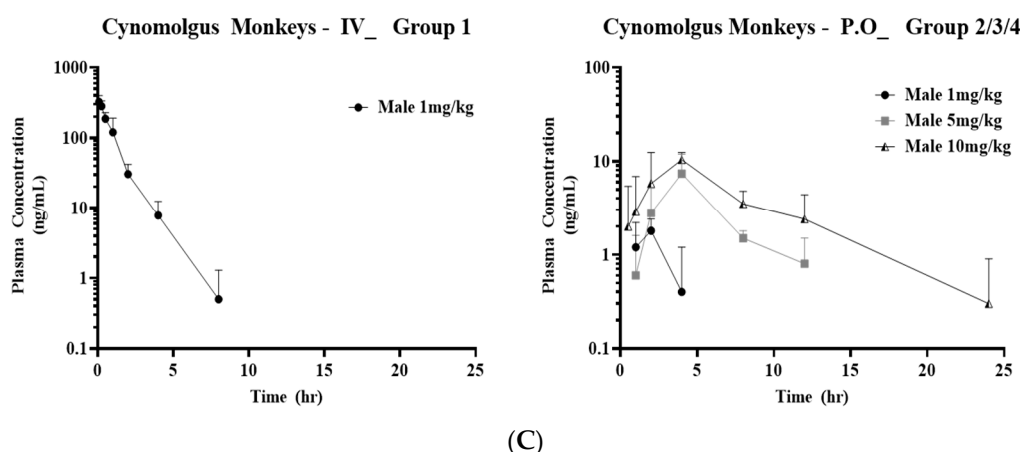 Cynomolgus Monkeys - IV_ Group 1
1000
100
10
1
0.1
Plasma Concentration
(ng/mL)
Male 1mg/kg
0 5 10 15 20 25
Time (hr)
Cynomolgus Monkeys - P.O_ Group 2/3/4
100
10
1
0.1
Plasma Concentration
(ng/mL)
Male 1mg/kg
Male 5mg/kg
Male 10mg/kg
0 5 10 15 20 25
Time (hr)
(C)